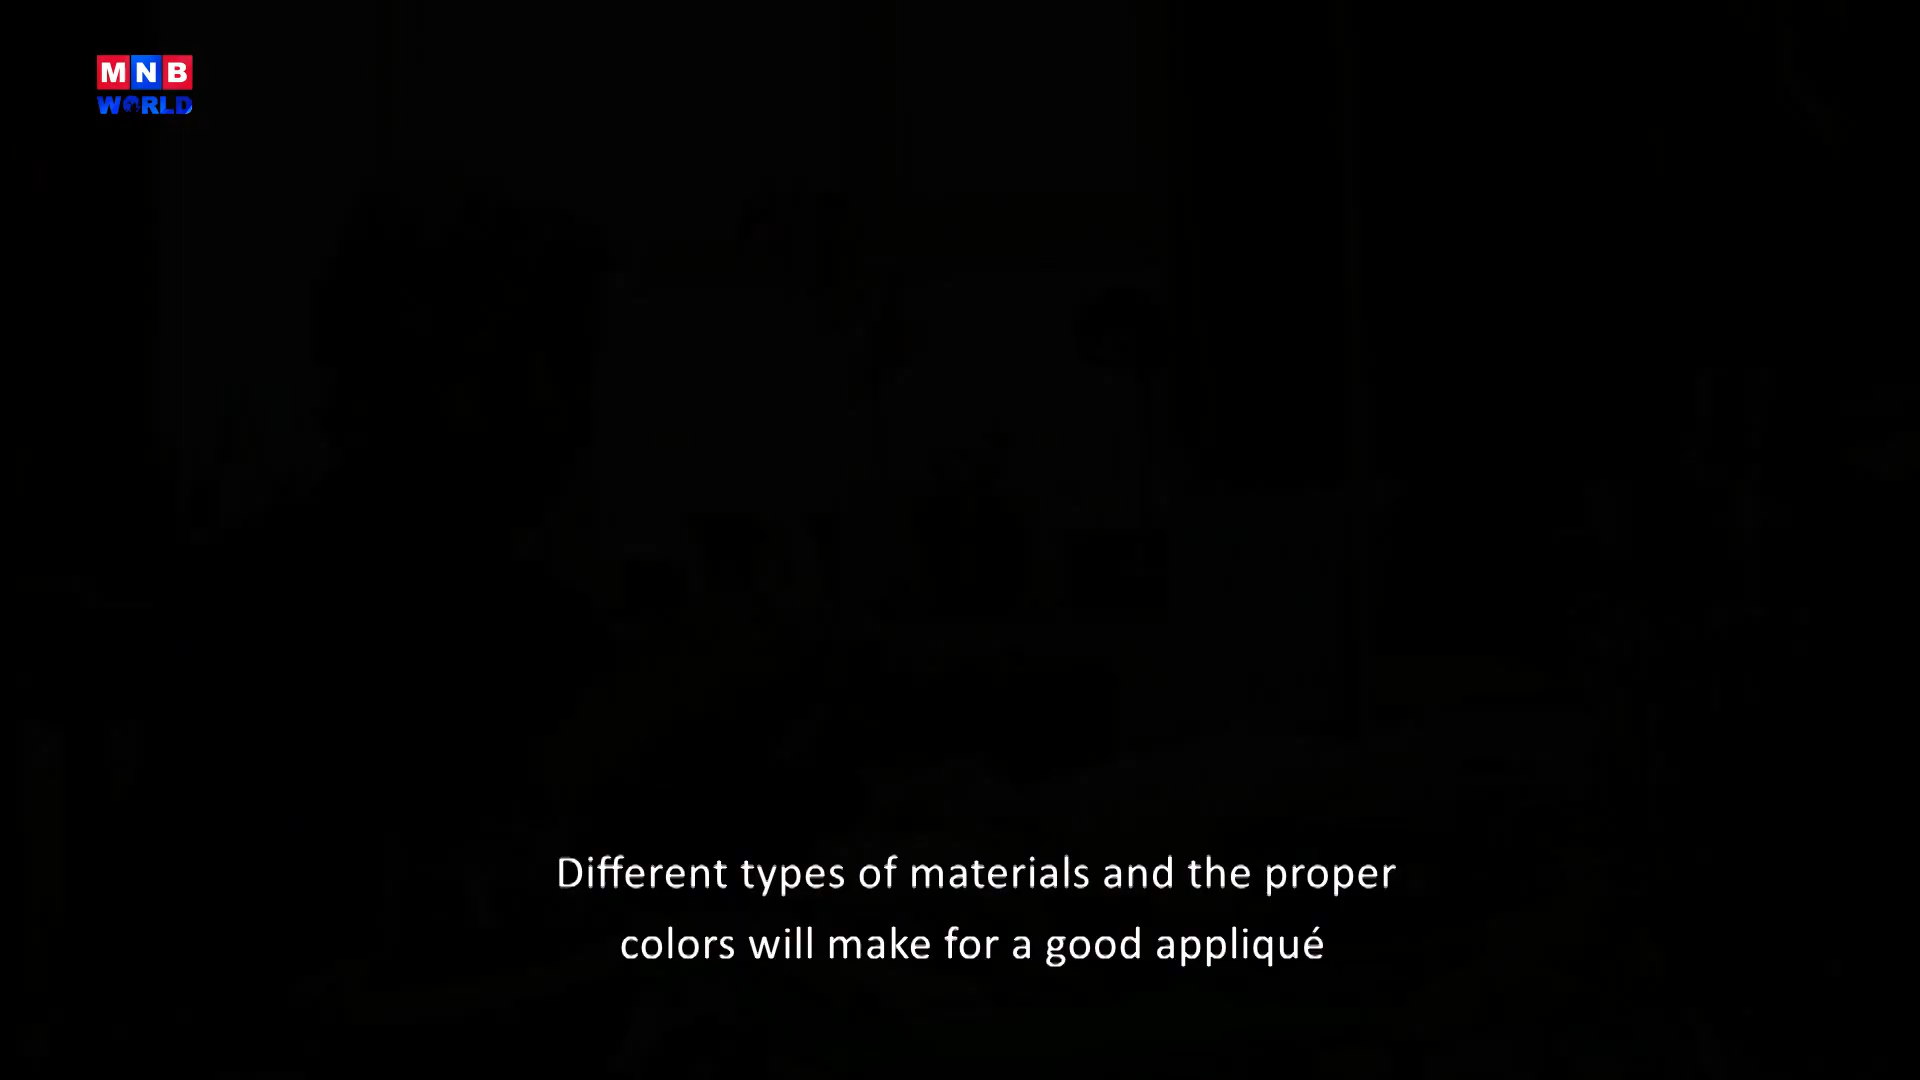 MNB
WORLD
Different types of materials and the proper
colors will make for a good appliqué